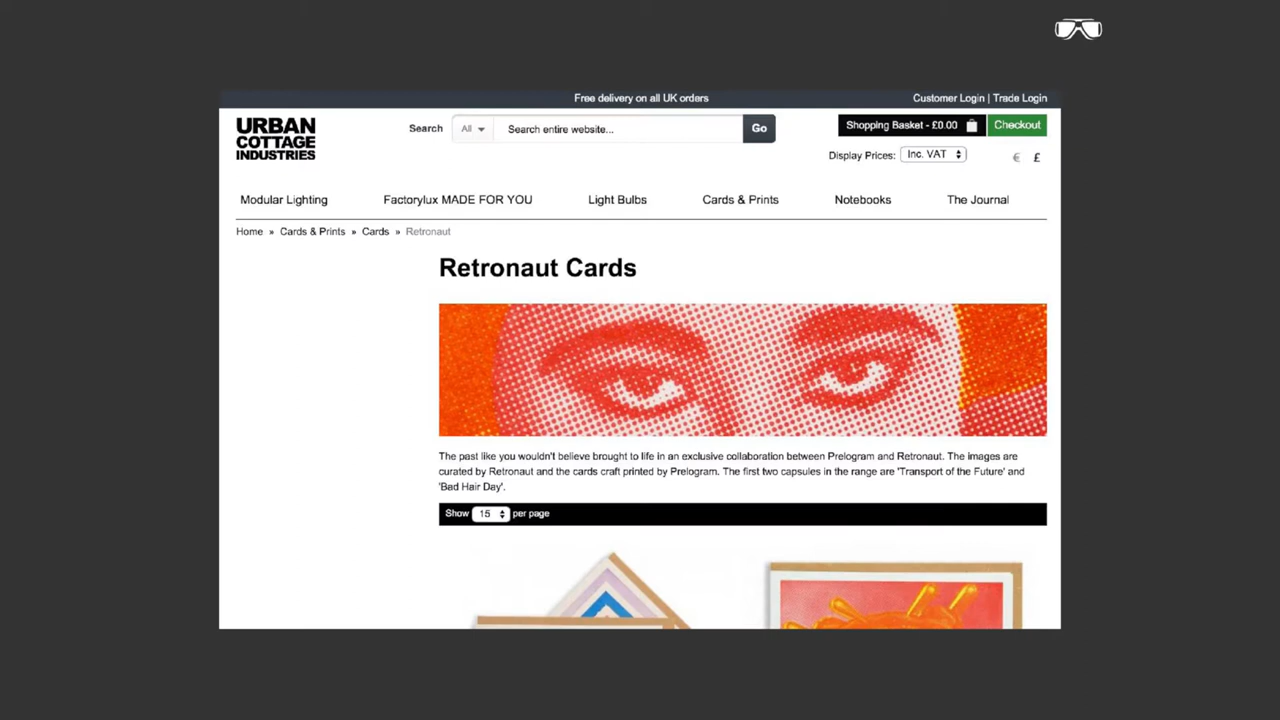 Free delivery on all UK orders
Customer Login | Trade Login
URBAN
COTTAGE
INDUSTRIES
Search All Search entire website... Go
Shopping Basket - £0.00 Checkout
Display Prices: Inc. VAT € £
Modular Lighting Factorylux MADE FOR YOU Light Bulbs Cards & Prints Notebooks The Journal
Home » Cards & Prints » Cards » Retronaut
Retronaut Cards
The past like you wouldn't believe brought to life in an exclusive collaboration between Prelogram and Retronaut. The images are
curated by Retronaut and the cards craft printed by Prelogram. The first two capsules in the range are 'Transport of the Future' and
'Bad Hair Day'.
Show 15 per page